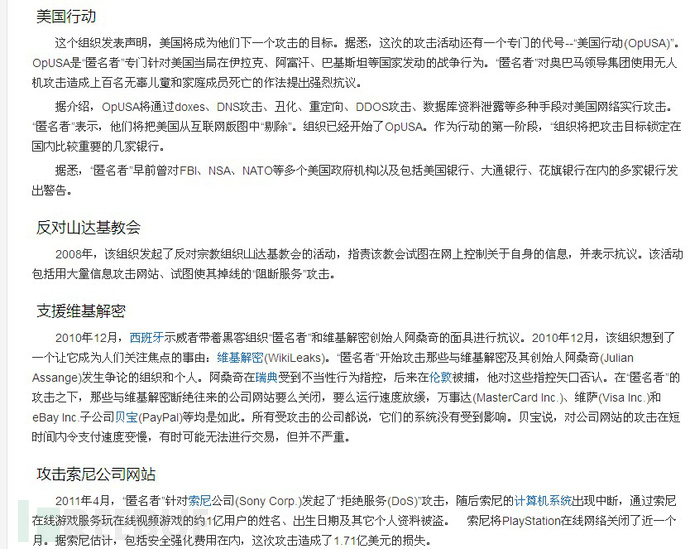 美国行动
这个组织发表声明，美国将成为他们下一个攻击的目标。据悉，这次的攻击活动还有一个专门的代号--“美国行动(OpUSA)”。
OpUSA是“匿名者”专门针对美国当局在伊拉克、阿富汗、巴基斯坦等国家发动的战争行为。“匿名者”对奥巴马领导集团使用无人
机攻击造成上百名无辜儿童和家庭成员死亡的作法提出强烈抗议。
据介绍，OpUSA将通过doxes、DNS攻击、丑化、重定向、DDOS攻击、数据库资料泄露等多种手段对美国网络实行攻击。
“匿名者”表示，他们将把美国从互联网版图中“剔除”。组织已经开始了OpUSA。作为行动的第一阶段，“组织将把攻击目标锁定在
国内比较重要的几家银行。
据悉，“匿名者”早前曾对FBI、NSA、NATO等多个美国政府机构以及包括美国银行、大通银行、花旗银行在内的多家银行发
出警告。
反对山达基教会
2008年，该组织发起了反对宗教组织山达基教会的活动，指责该教会试图在网上控制关于自身的信息，并表示抗议。该活动
包括用大量信息攻击网站、试图使其掉线的“阻断服务”攻击。
支援维基解密
2010年12月，西班牙示威者带着黑客组织“匿名者”和维基解密创始人阿桑奇的面具进行抗议。2010年12月，该组织想到了
一个让它成为人们关注焦点的事由：维基解密(WikiLeaks)。“匿名者”开始攻击那些与维基解密及其创始人阿桑奇(Julian
Assange)发生争论的组织和个人。阿桑奇在瑞典受到不当性行为指控，后来在伦敦被捕，他对这些指控矢口否认。在“匿名者”的
攻击之下，那些与维基解密断绝往来的公司网站要么关闭，要么运行速度放缓，万事达(MasterCard Inc.)、维萨(Visa Inc.)和
eBay Inc.子公司贝宝(PayPal)等均是如此。所有受攻击的公司都说，它们的系统没有受到影响。贝宝说，对公司网站的攻击在短
时间内令支付速度变慢，有时可能无法进行交易，但并不严重。
攻击索尼公司网站
2011年4月，“匿名者”针对索尼公司(Sony Corp.)发起了“拒绝服务(DoS)”攻击，随后索尼的计算机系统出现中断，通过索尼
在线游戏服务玩在线视频游戏的约1亿用户的姓名、出生日期及其它个人资料被盗。 索尼将PlayStation在线网络关闭了近一个
月。据索尼估计，包括安全强化费用在内，这次攻击造成了1.71亿美元的损失。